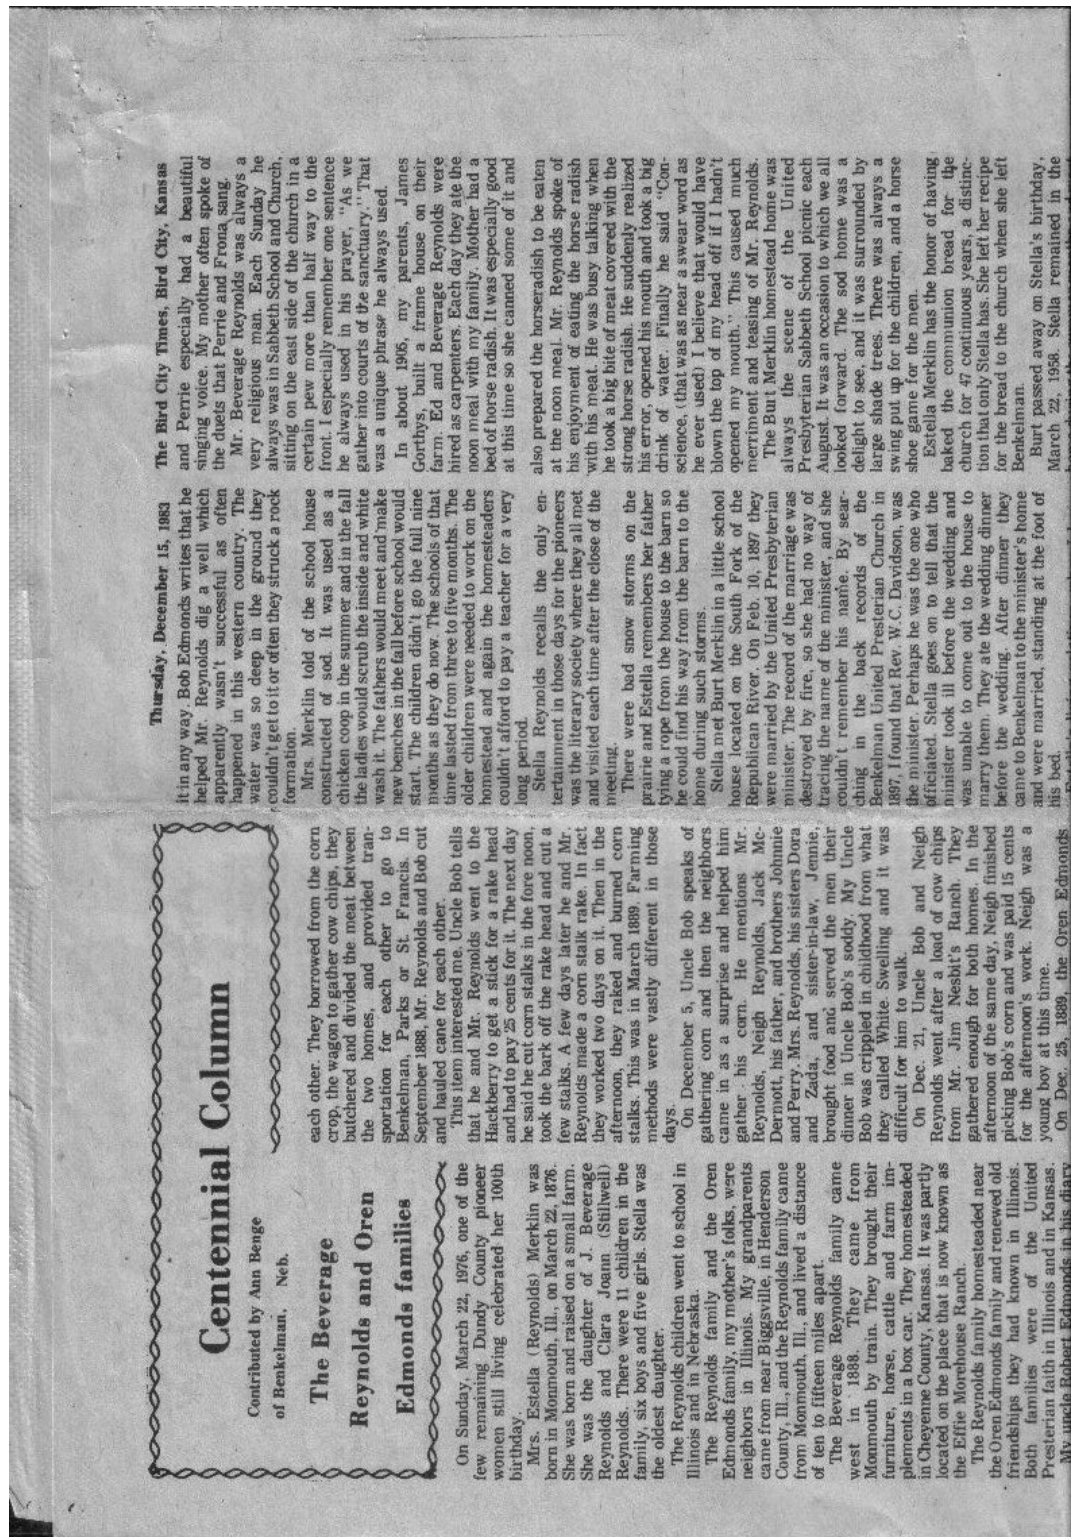 Thursday, December 15, 1983
The Bird City Times, Bird City, Kansas
Centennial Column
Contributed by Ann Benge
of Benkelman, Neb.
The Beverage
Reynolds and Oren
Edmonds families
On Sunday, March 22, 1976, one of the
few remaining Dundy County pioneer
women still living celebrated her 100th
birthday.
Mrs. Estella (Reynolds) Merklin was
born in Monmouth, Ill., on March 22, 1876.
She was born and raised on a small farm.
She was the daughter of J. Beverage
Reynolds and Clara Joann (Stillwell)
Reynolds. There were 11 children in the
family, six boys and five girls. Stella was
the oldest daughter.
The Reynolds children went to school in
Illinois and in Nebraska.
The Reynolds family and the Oren
Edmonds family, my mother's folks, were
neighbors in Illinois. My grandparents
came from near Biggsville, in Henderson
County, Ill., and the Reynolds family came
from Monmouth, Ill., and lived a distance
of ten to fifteen miles apart.
The Beverage Reynolds family came
west in 1888. They came from
Monmouth by train. They brought their
furniture, horse, cattle and farm im-
plements in a box car. They homesteaded
in Cheyenne County, Kansas. It was partly
located on the place that is now known as
the Effie Morehouse Ranch.
The Reynolds family homesteaded near
the Oren Edmonds family and renewed old
friendships they had known in Illinois.
Both families were of the United
Presterian faith in Illinois and in Kansas.
My uncle Robert Edmonds in his diary
each other. They borrowed from the corn
crop, the wagon to gather cow chips, they
butchered and divided the meat between
the two homes, and provided tran-
sportation for each other to go to
Benkelman, Parks or St. Francis. In
September 1888, Mr. Reynolds and Bob cut
and hauled cane for each other.
This item interested me. Uncle Bob tells
that he and Mr. Reynolds went to the
Hackberry to get a stick for a rake head
and had to pay 25 cents for it. The next day
he said he cut corn stalks in the fore noon,
took the bark off the rake head and cut a
few stalks. A few days later he and Mr.
Reynolds made a corn stalk rake. In fact
they worked two days on it. Then in the
afternoon, they raked and burned corn
stalks. This was in March 1889. Farming
methods were vastly different in those
days.
On December 5, Uncle Bob speaks of
gathering corn and then the neighbors
came in as a surprise and helped him
gather his corn. He mentions Mr.
Reynolds, Neigh Reynolds, Jack Mc-
Dermott, his father, and brothers Johnnie
and Perry. Mrs. Reynolds, his sisters Dora
and Zada, and sister-in-law, Jennie,
brought food and served the men their
dinner in Uncle Bob's soddy. My Uncle
Bob was crippled in childhood from what
they called White Swelling and it was
difficult for him to walk.
On Dec. 21, Uncle Bob and Neigh
Reynolds went after a load of cow chips
from Mr. Jim Nesbit's Ranch. They
gathered enough for both homes. In the
afternoon of the same day, Neigh finished
picking Bob's corn and was paid 15 cents
for the afternoon's work. Neigh was a
young boy at this time.
On Dec. 25, 1889, the Oren Edmonds
it in any way. Bob Edmonds writes that he
helped Mr. Reynolds dig a well which
apparently wasn't successful as often
happened in this western country. The
water was so deep in the ground they
couldn't get to it or often they struck a rock
formation.
Mrs. Merklin told of the school house
constructed of sod. It was used as a
chicken coop in the summer and in the fall
the ladies would scrub the inside and white
wash it. The fathers would meet and make
new benches in the fall before school would
start. The children didn't go the full nine
months as they do now. The schools of that
time lasted from three to five months. The
older children were needed to work on the
homestead and again the homesteaders
couldn't afford to pay a teacher for a very
long period.
Stella Reynolds recalls the only en-
tertainment in those days for the pioneers
was the literary society where they all met
and visited each time after the close of the
meeting.
There were bad snow storms on the
prairie and Estella remembers her father
tying a rope from the house to the barn so
he could find his way from the barn to the
home during such storms.
Stella met Burt Merklin in a little school
house located on the South Fork of the
Republican River. On Feb. 10, 1897 they
were married by the United Presbyterian
minister. The record of the marriage was
destroyed by fire, so she had no way of
tracing the name of the minister, and she
couldn't remember his name. By sear-
ching in the back records of the
Benkelman United Presterian Church in
1897, I found that Rev. W.C. Davidson, was
the minister. Perhaps he was the one who
officiated. Stella goes on to tell that the
minister took ill before the wedding and
was unable to come out to the house to
marry them. They ate the wedding dinner
before the wedding. After dinner they
came to Benkelman to the minister's home
and were married, standing at the foot of
his bed.
and Perrie especially had a beautiful
singing voice. My mother often spoke of
the duets that Perrie and Frona sang.
Mr. Beverage Reynolds was always a
very religious man. Each Sunday he
always was in Sabbeth School and Church,
sitting on the east side of the church in a
certain pew more than half way to the
front. I especially remember one sentence
he always used in his prayer, "As we
gather into courts of the sanctuary." That
was a unique phrase he always used.
In about 1906, my parents, James
Gorthys, built a frame house on their
farm. Ed and Beverage Reynolds were
hired as carpenters. Each day they ate the
noon meal with my family. Mother had a
bed of horse radish. It was especially good
at this time so she canned some of it and
also prepared the horseradish to be eaten
at the noon meal. Mr. Reynolds spoke of
his enjoyment of eating the horse radish
with his meat. He was busy talking when
he took a big bite of meat covered with the
strong horse radish. He suddenly realized
his error, opened his mouth and took a big
drink of water. Finally he said "Con-
science, (that was as near a swear word as
he ever used) I believe that would have
blown the top of my head off if I hadn't
opened my mouth." This caused much
merriment and teasing of Mr. Reynolds.
The Burt Merklin homestead home was
always the scene of the United
Presbyterian Sabbeth School picnic each
August. It was an occasion to which we all
looked forward. The sod home was a
delight to see, and it was surrounded by
large shade trees. There was always a
swing put up for the children, and a horse
shoe game for the men.
Estella Merklin has the honor of having
baked the communion bread for the
church for 47 continuous years, a distinc-
tion that only Stella has. She left her recipe
for the bread to the church when she left
Benkelman.
Burt passed away on Stella's birthday,
March 22, 1958. Stella remained in the